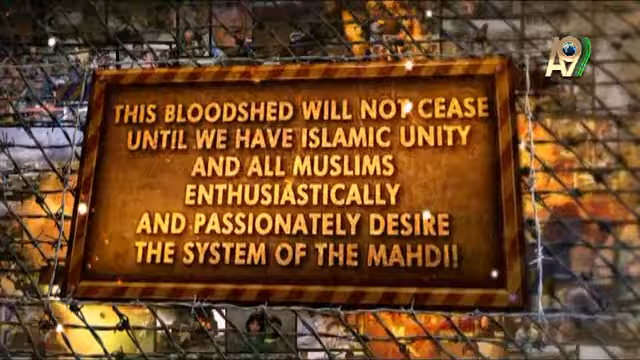 A9
THIS BLOODSHED WILL NOT CEASE
UNTIL WE HAVE ISLAMIC UNITY
AND ALL MUSLIMS
ENTHUSIASTICALLY
AND PASSIONATELY DESIRE
THE SYSTEM OF THE MAHDI!